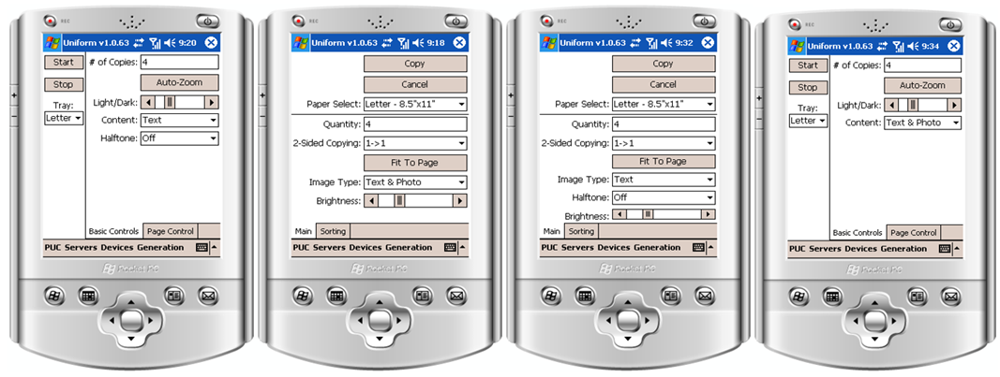 REC
Uniform v1.0.63 9:20
Start # of Copies: 4
Stop Auto-Zoom
Tray: Light/Dark:
Letter Content: Text
Halftone: Off
Basic Controls Page Control
PUC Servers Devices Generation
Pocket PC
REC
Uniform v1.0.63 9:18
Copy
Cancel
Paper Select: Letter - 8.5"x11"
Quantity: 4
2-Sided Copying: 1->1
Fit To Page
Image Type: Text & Photo
Brightness:
Main Sorting
PUC Servers Devices Generation
Pocket PC
REC
Uniform v1.0.63 9:32
Copy
Cancel
Paper Select: Letter - 8.5"x11"
Quantity: 4
2-Sided Copying: 1->1
Fit To Page
Image Type: Text
Halftone: Off
Brightness:
Main Sorting
PUC Servers Devices Generation
Pocket PC
REC
Uniform v1.0.63 9:34
Start # of Copies: 4
Stop Auto-Zoom
Tray: Light/Dark:
Letter Content: Text & Photo
Basic Controls Page Control
PUC Servers Devices Generation
Pocket PC